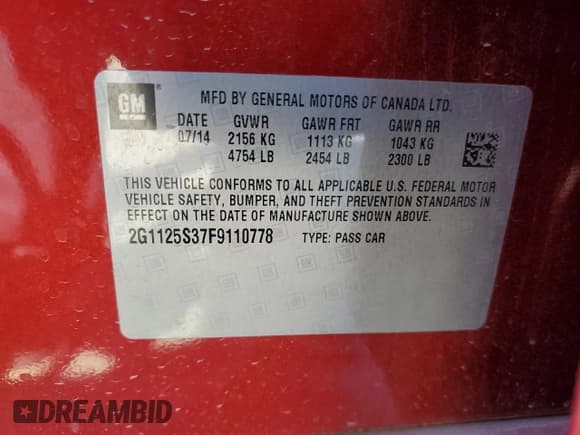 GM ®
MFD BY GENERAL MOTORS OF CANADA LTD.
DATE GVWR GAWR FRT GAWR RR
07/14 2156 KG 1113 KG 1043 KG
4754 LB 2454 LB 2300 LB
THIS VEHICLE CONFORMS TO ALL APPLICABLE U.S. FEDERAL MOTOR
VEHICLE SAFETY, BUMPER, AND THEFT PREVENTION STANDARDS IN
EFFECT ON THE DATE OF MANUFACTURE SHOWN ABOVE.
2G1125S37F9110778 TYPE: PASS CAR
DREAMBID